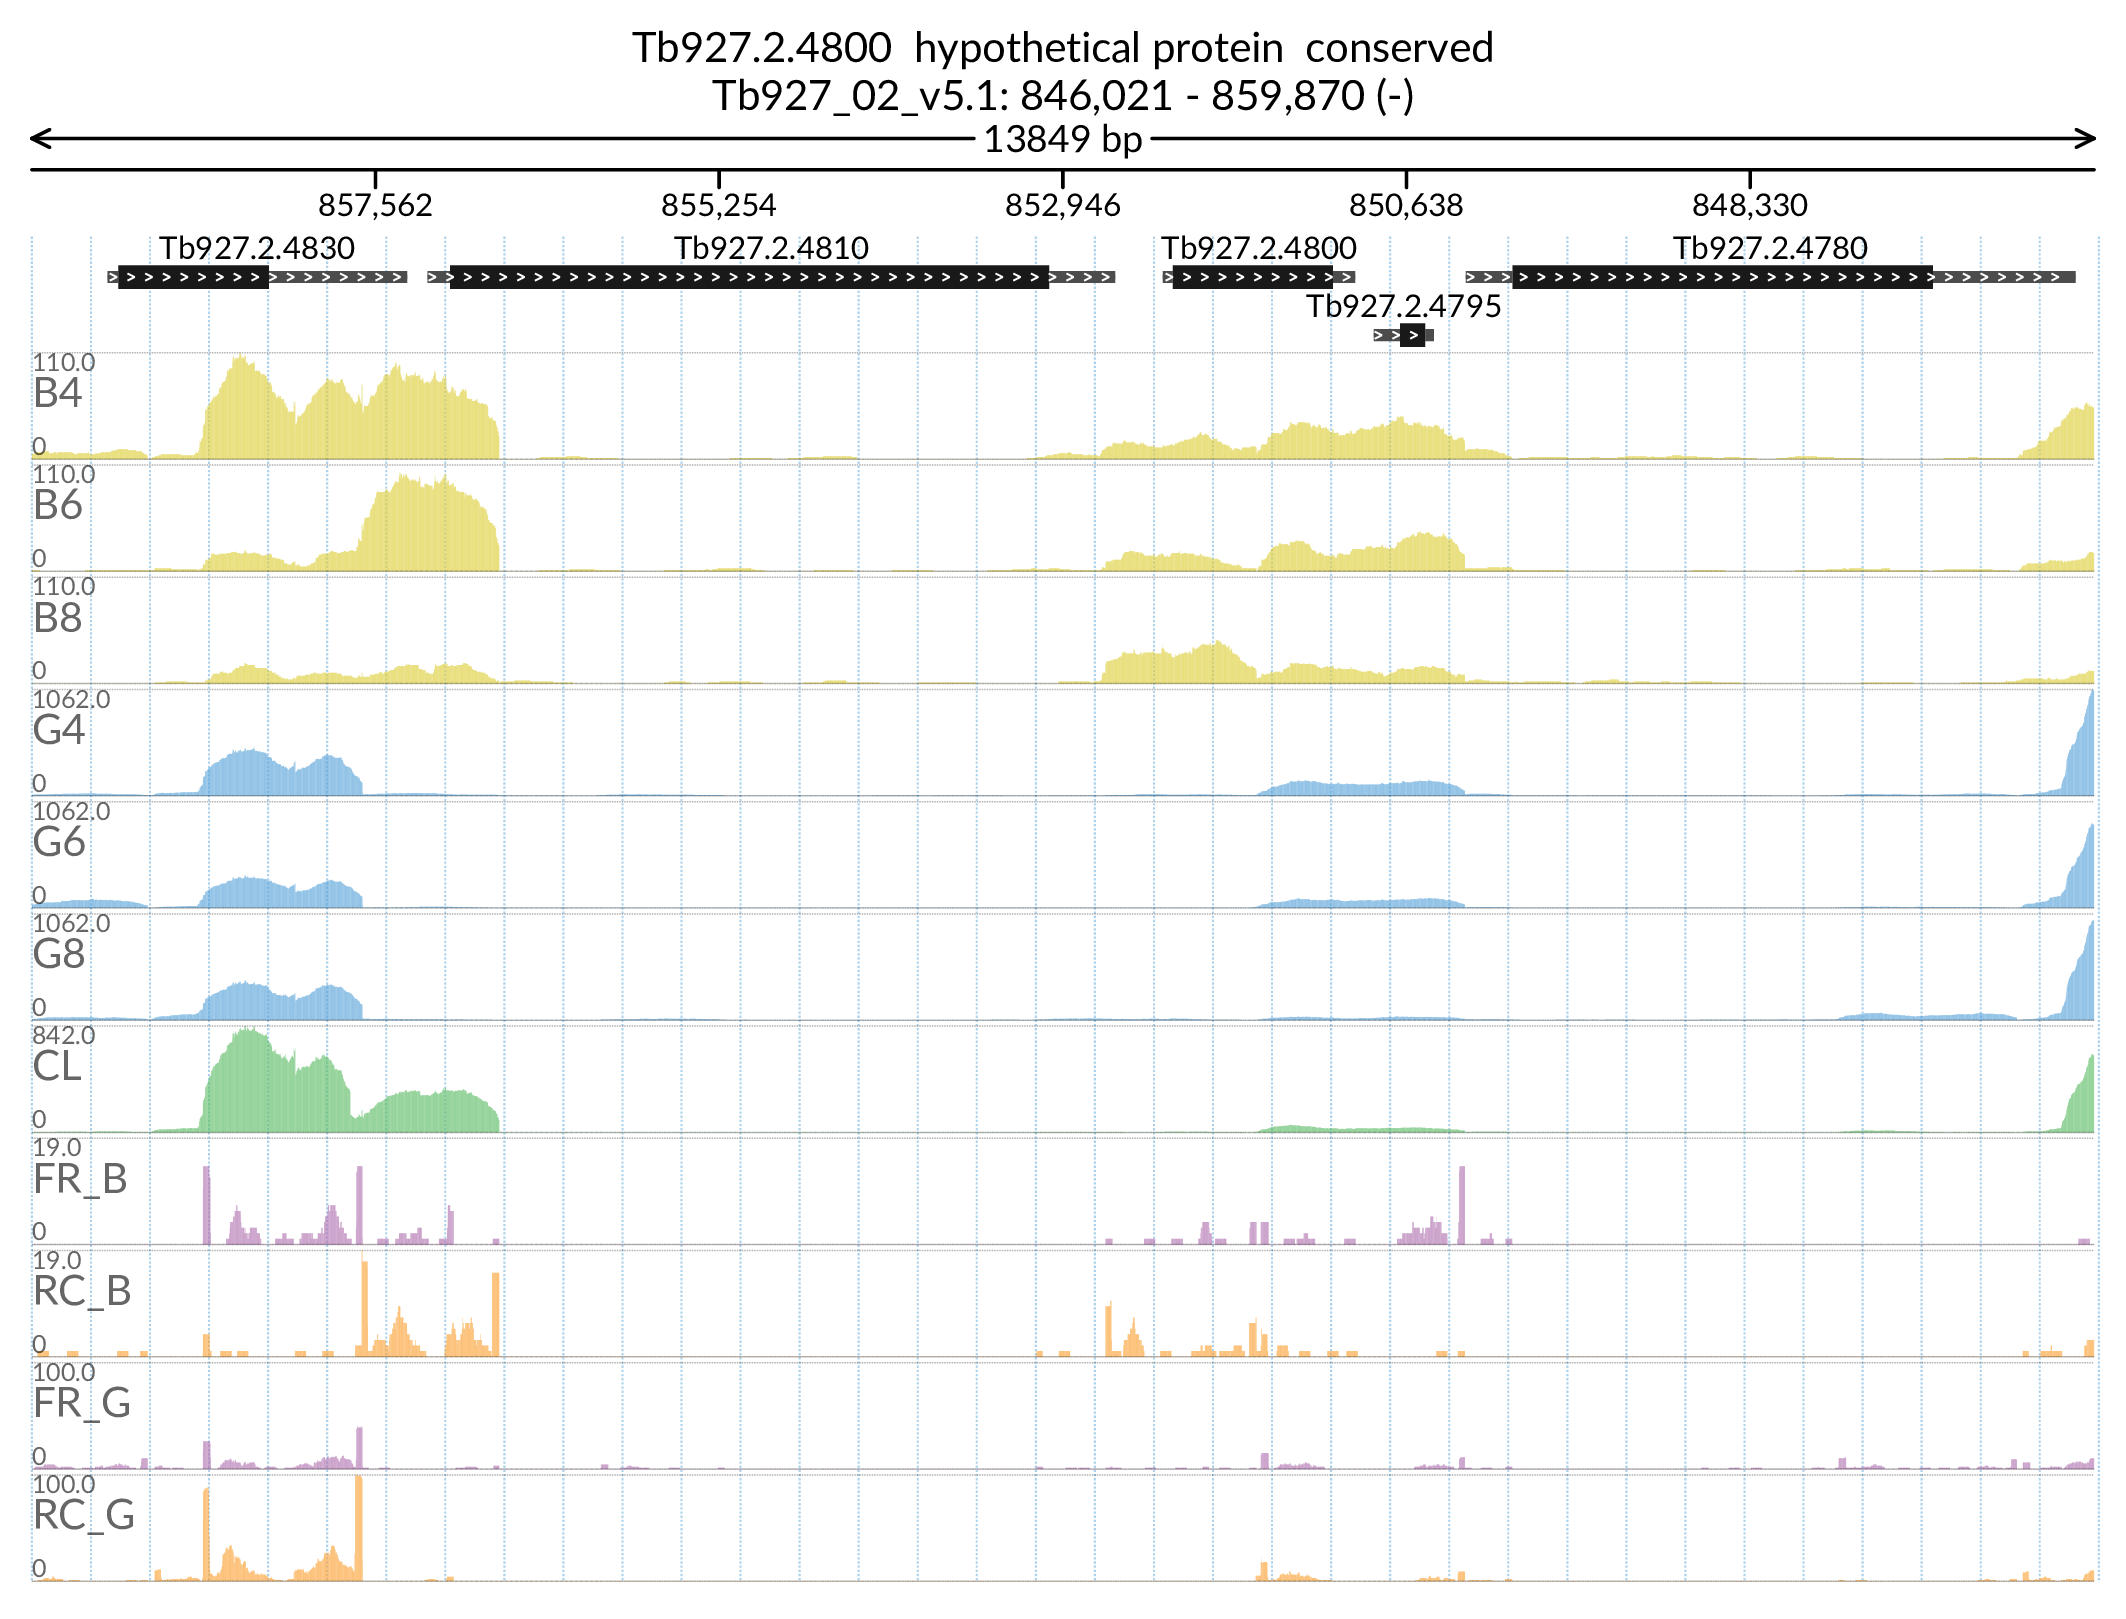 Tb927.2.4800  hypothetical protein  conserved
Tb927_02_v5.1: 846,021 - 859,870 (-)
13849 bp
857,562 855,254 852,946 850,638 848,330
Tb927.2.4830 Tb927.2.4810 Tb927.2.4800 Tb927.2.4780
Tb927.2.4795
110.0
B4
0
110.0
B6
0
110.0
B8
0
1062.0
G4
0
1062.0
G6
0
1062.0
G8
0
842.0
CL
0
19.0
FR_B
0
19.0
RC_B
0
100.0
FR_G
0
100.0
RC_G
0